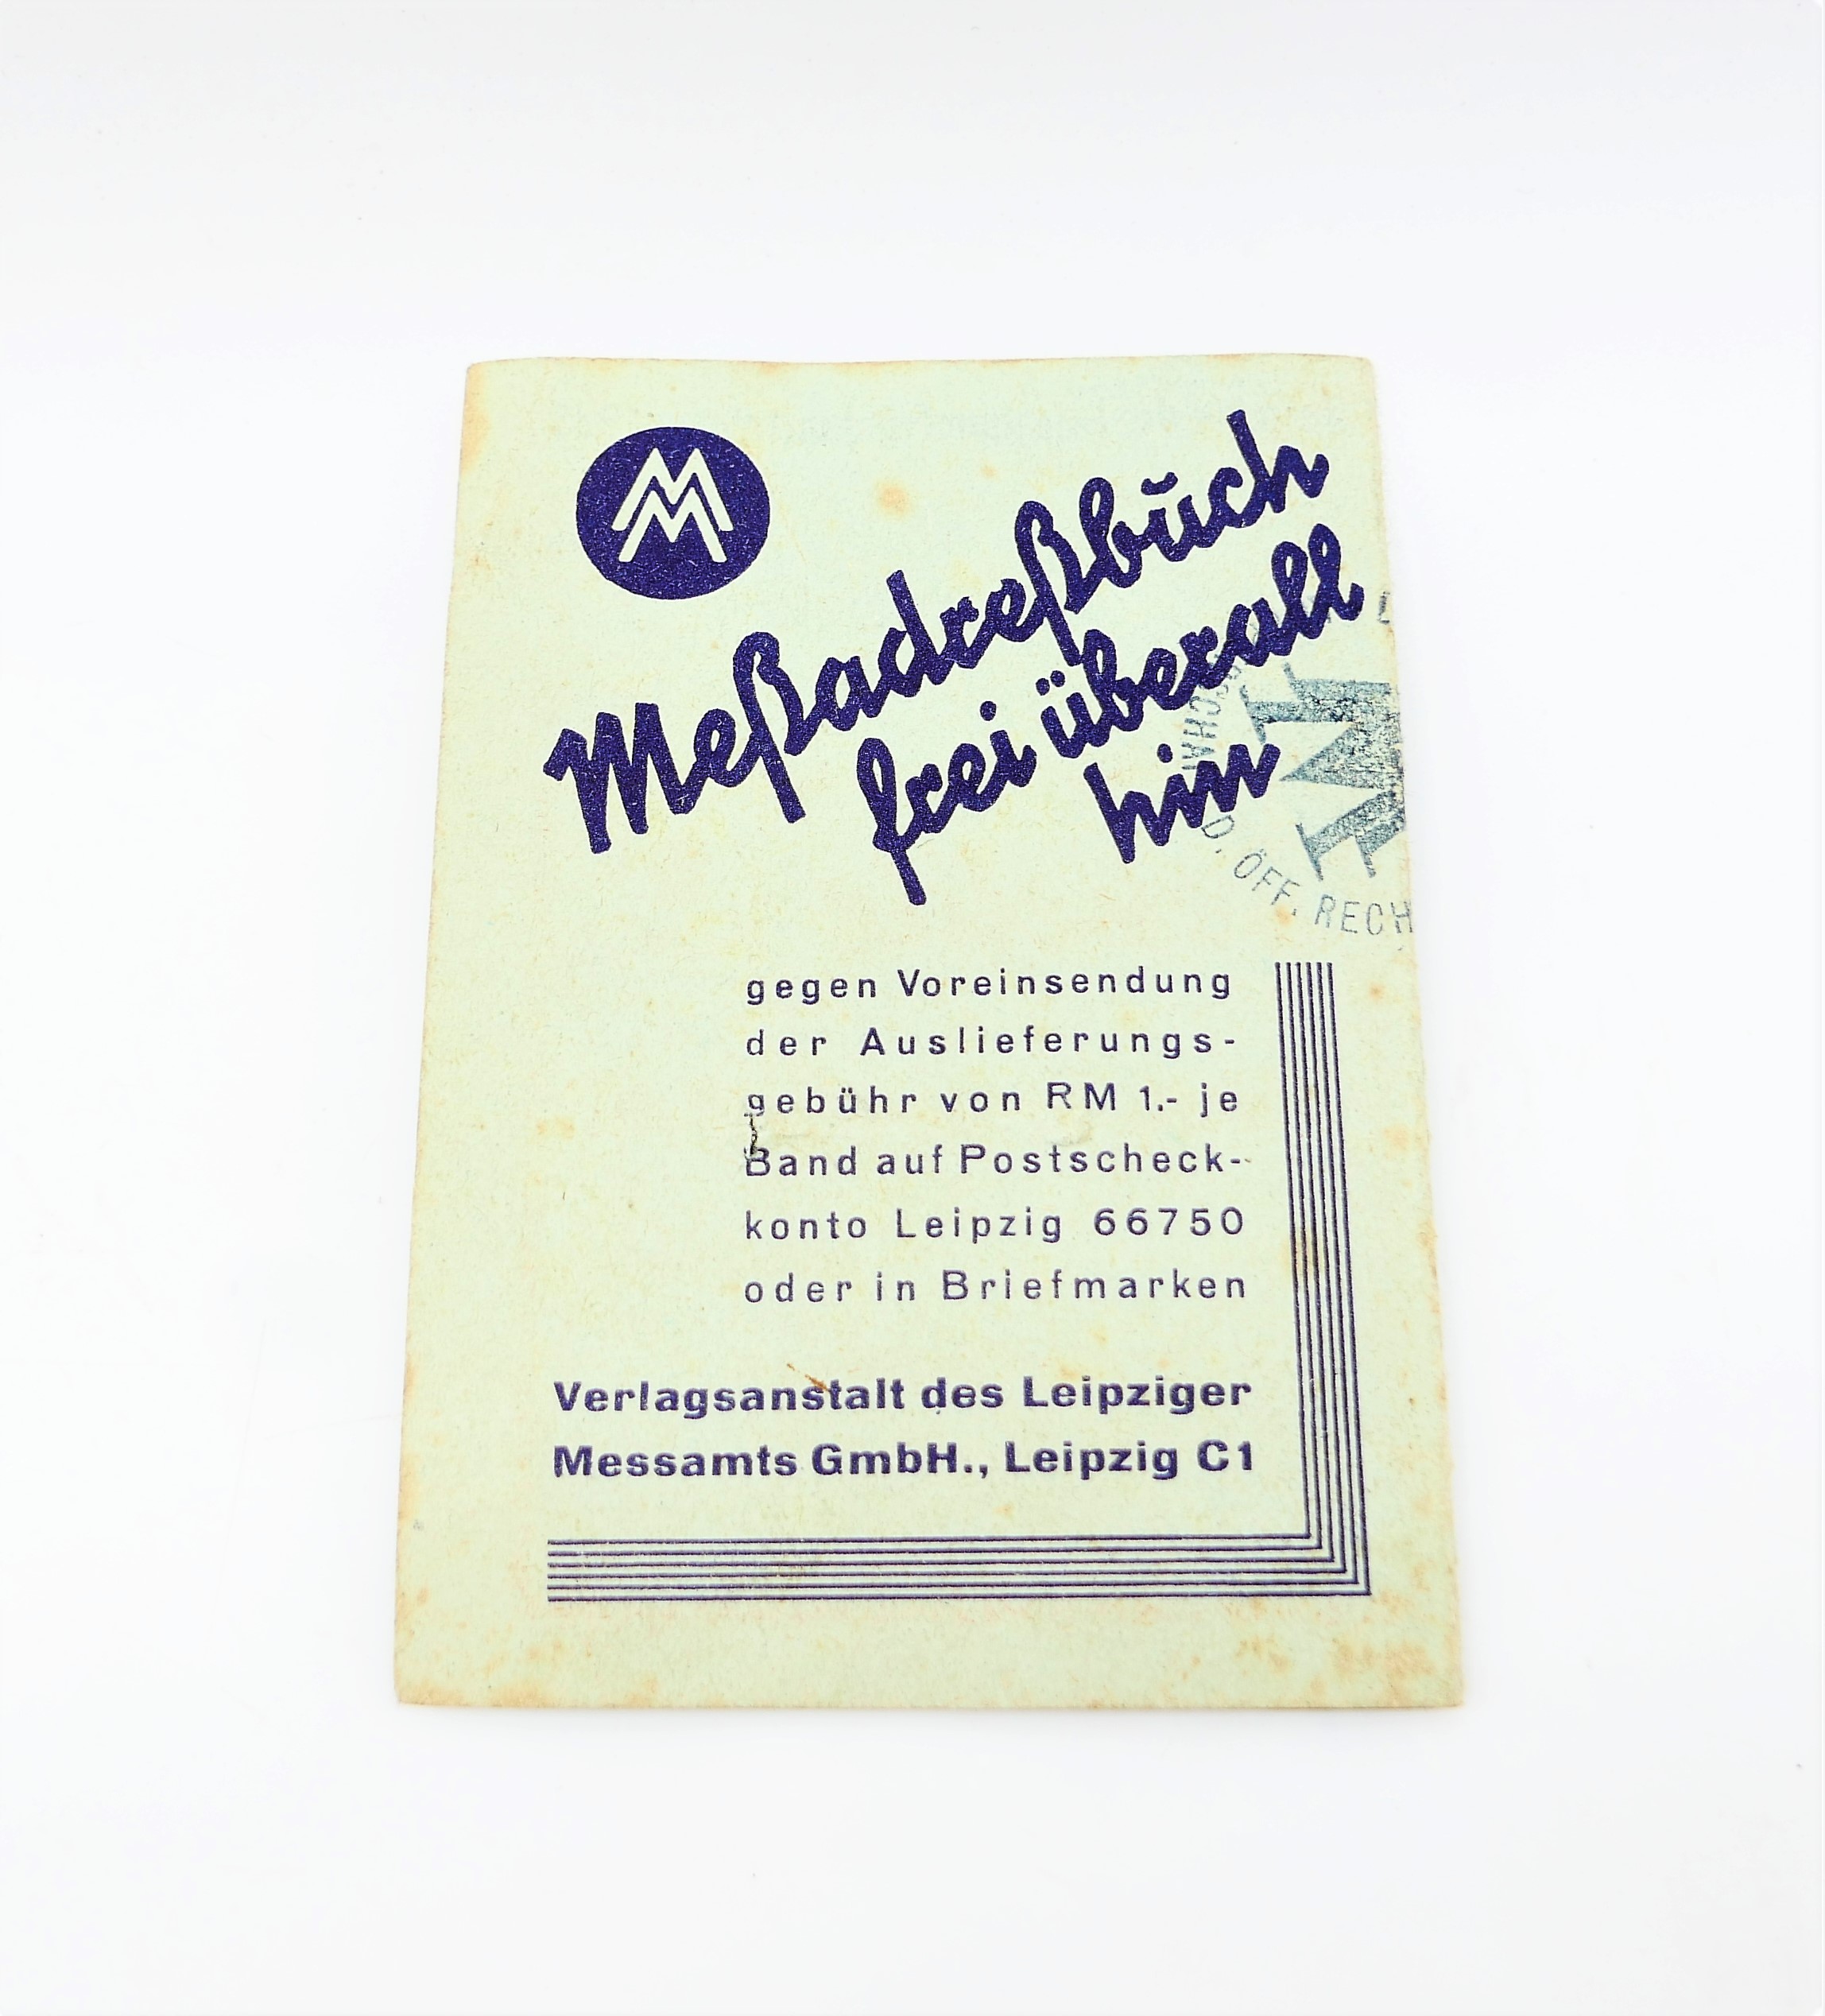 MM
Meßadreßbuch
frei überall
hin
D. ÖFF. RECH
gegen Voreinsendung
der Auslieferungs-
gebühr von RM 1.- je
Band auf Postscheck-
konto Leipzig 66750
oder in Briefmarken
Verlagsanstalt des Leipziger
Messamts GmbH., Leipzig C1